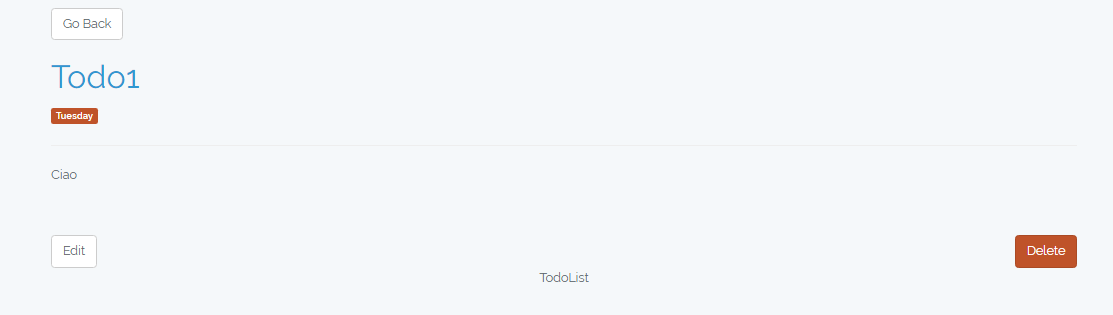 Go Back
Todo1
Tuesday
Ciao
Edit
Delete
TodoList